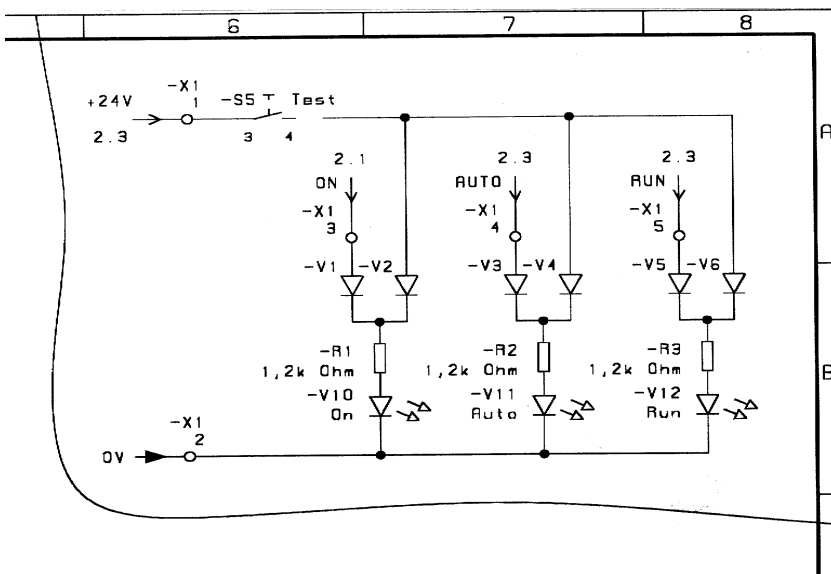 6 7 8
A
+24V -X1 -S5 Test
1
2.3 3 4
2.1 2.3 2.3
ON AUTO RUN
-X1 -X1 -X1
3 4 5
-V1 -V2 -V3 -V4 -V5 -V6
-R1 -R2 -R3
1,2k Ohm 1,2k Ohm 1,2k Ohm
B
-V10 -V11 -V12
On Auto Run
-X1
2
0V